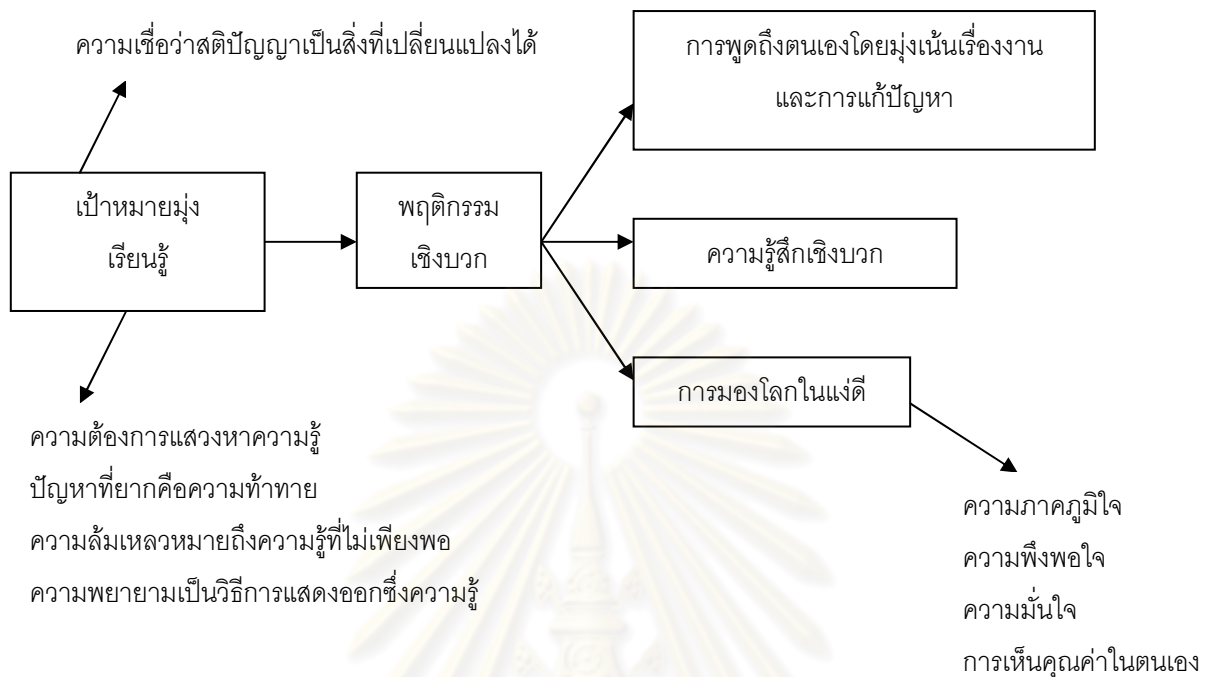 ความเชื่อว่าสติปัญญาเป็นสิ่งที่เปลี่ยนแปลงได้
การพูดถึงตนเองโดยมุ่งเน้นเรื่องงาน
และการแก้ปัญหา
เป้าหมายมุ่ง
เรียนรู้
พฤติกรรม
เชิงบวก
ความรู้สึกเชิงบวก
การมองโลกในแง่ดี
ความต้องการแสวงหาความรู้
ปัญหาที่ยากคือความท้าทาย
ความล้มเหลวหมายถึงความรู้ที่ไม่เพียงพอ
ความพยายามเป็นวิธีการแสดงออกซึ่งความรู้
ความภาคภูมิใจ
ความพึงพอใจ
ความมั่นใจ
การเห็นคุณค่าในตนเอง